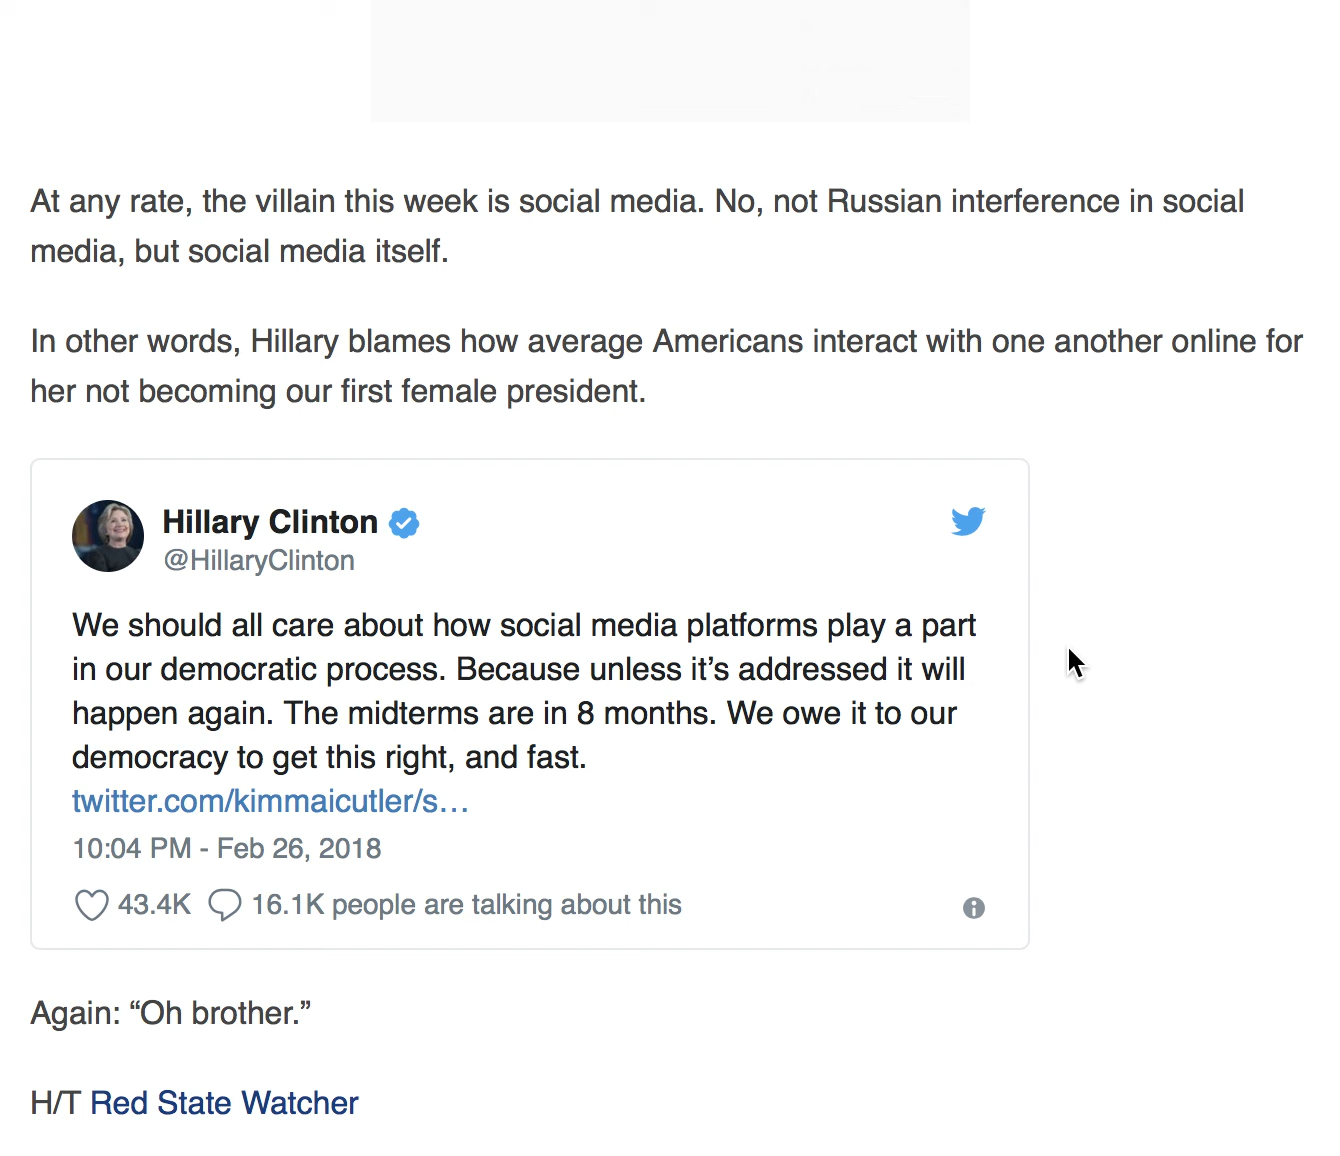 At any rate, the villain this week is social media. No, not Russian interference in social
media, but social media itself.
In other words, Hillary blames how average Americans interact with one another online for
her not becoming our first female president.
Hillary Clinton
@HillaryClinton
We should all care about how social media platforms play a part
in our democratic process. Because unless it’s addressed it will
happen again. The midterms are in 8 months. We owe it to our
democracy to get this right, and fast.
twitter.com/kimmaicutler/s…
10:04 PM - Feb 26, 2018
43.4K 16.1K people are talking about this
Again: “Oh brother.”
H/T Red State Watcher